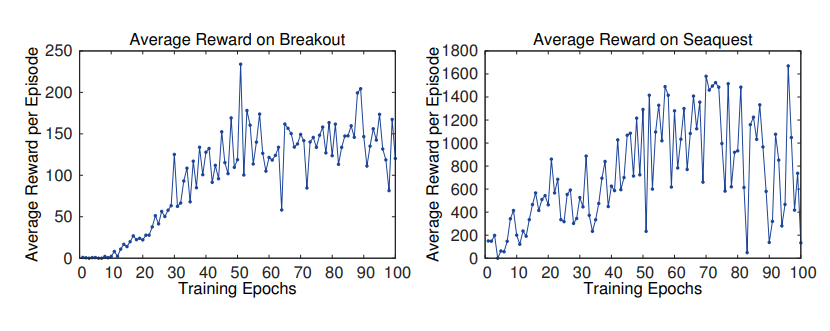 Average Reward on Breakout
Average Reward per Episode
250
200
150
100
50
0
0 10 20 30 40 50 60 70 80 90 100
Training Epochs
Average Reward on Seaquest
Average Reward per Episode
1800
1600
1400
1200
1000
800
600
400
200
0
0 10 20 30 40 50 60 70 80 90 100
Training Epochs